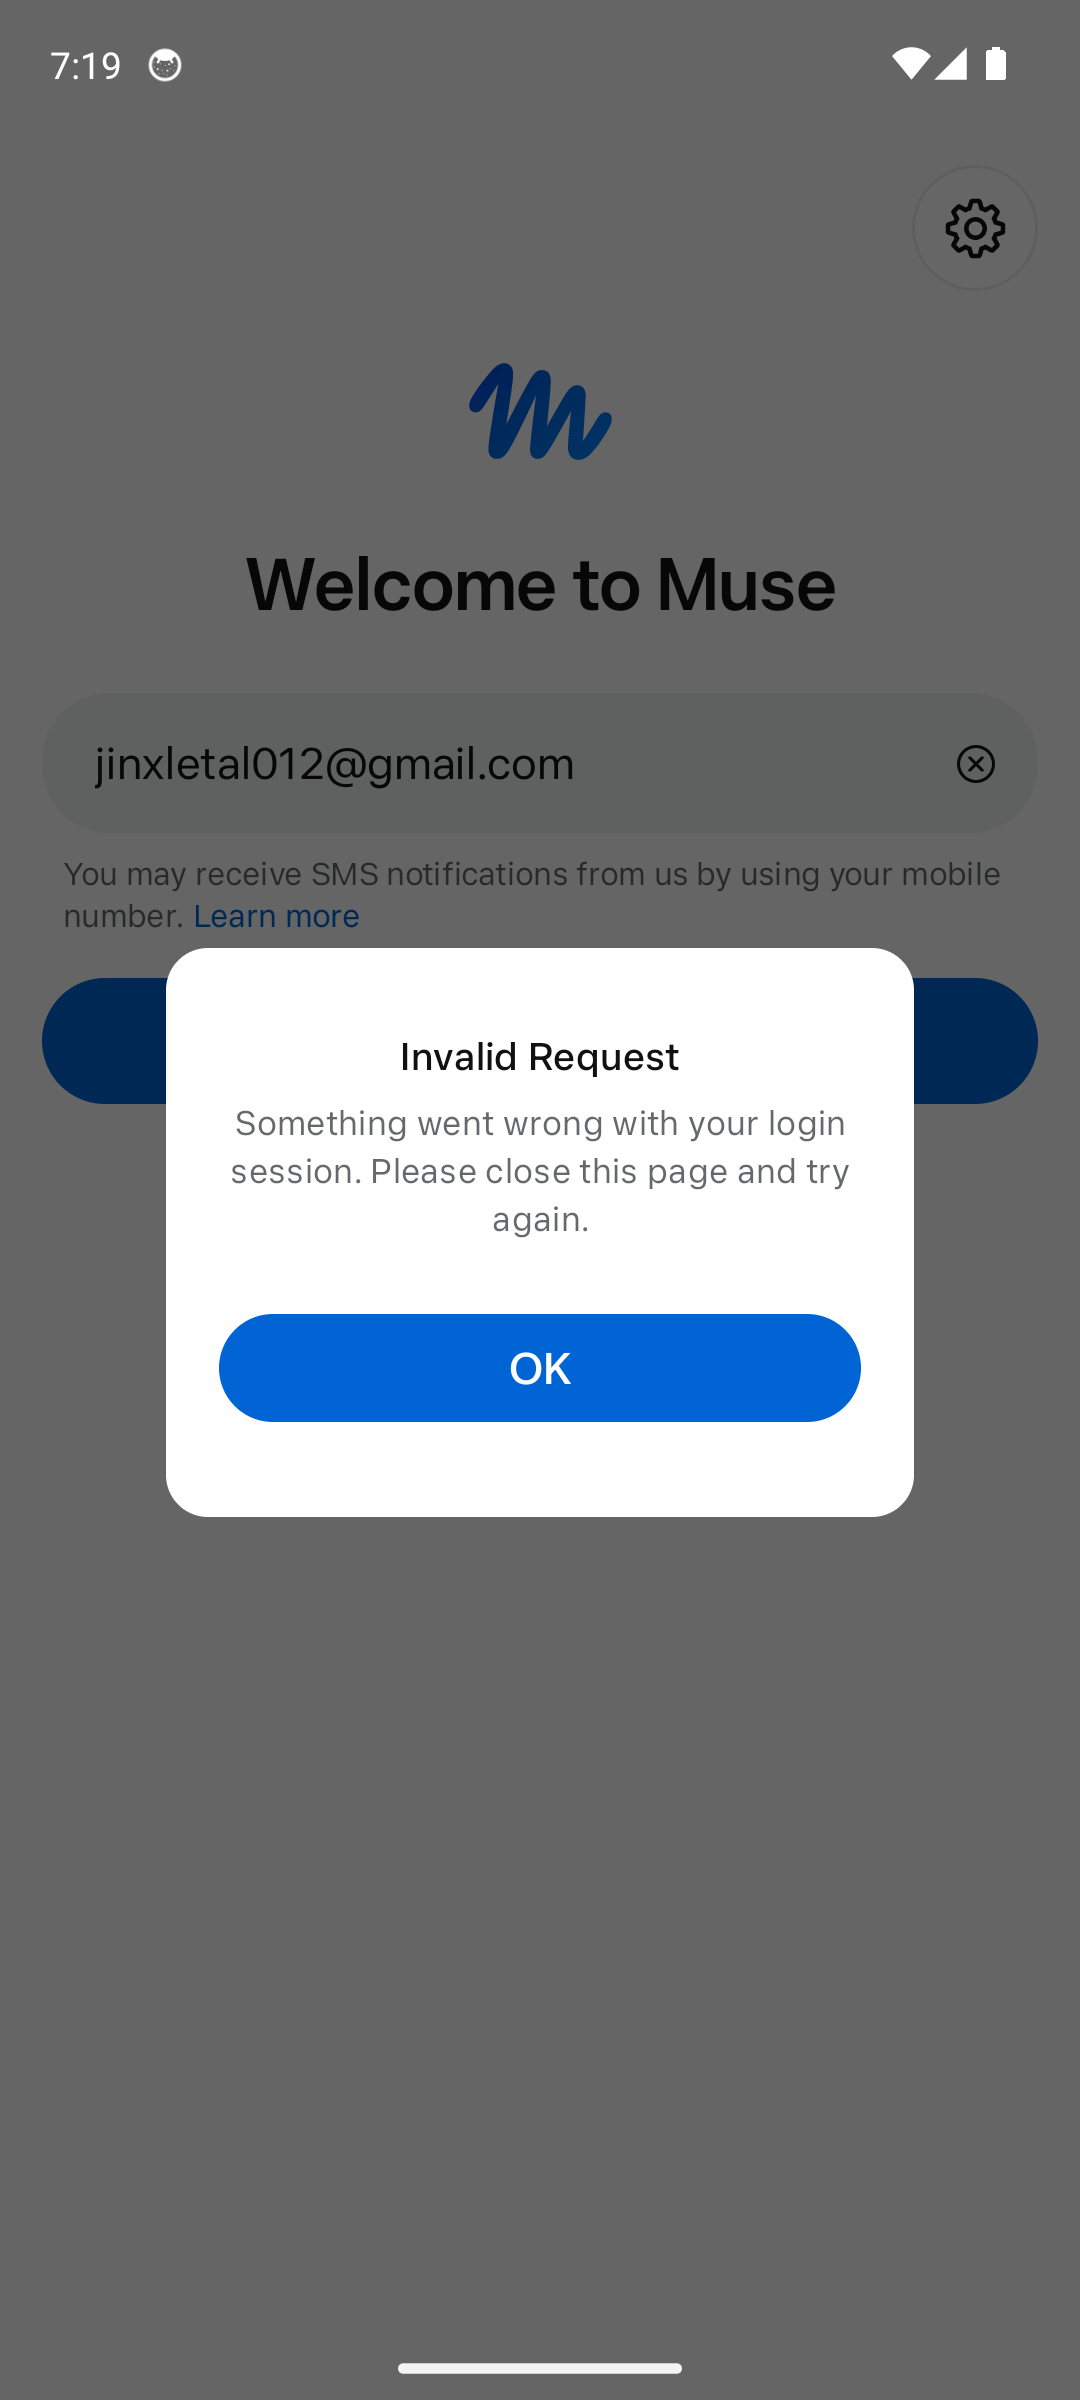 7:19
Welcome to Muse
jinxletal012@gmail.com
You may receive SMS notifications from us by using your mobile
number. Learn more
Invalid Request
Something went wrong with your login
session. Please close this page and try
again.
OK